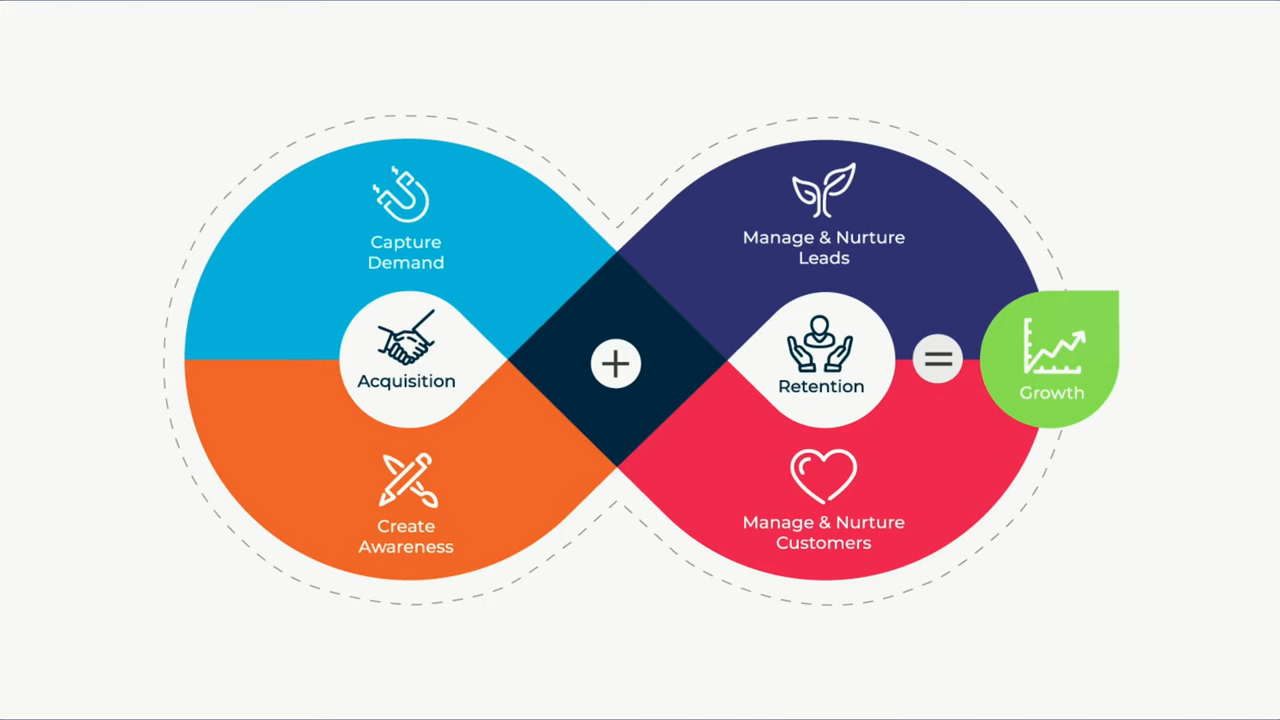 Capture
Demand
Acquisition
Create
Awareness
+
Manage & Nurture
Leads
Retention
Manage & Nurture
Customers
=
Growth